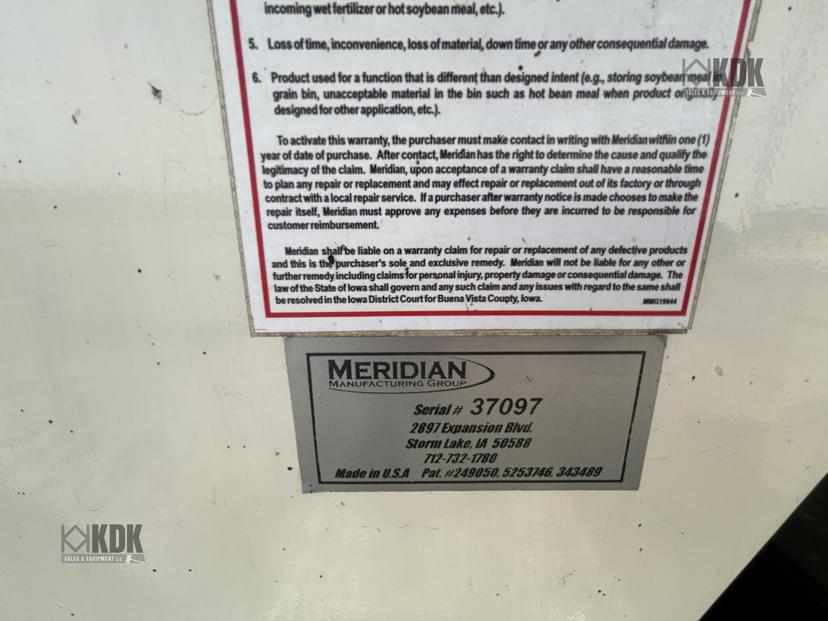 incoming wet fertilizer or hot soybean meal, etc.).
5. Loss of time, inconvenience, loss of material, down time or any other consequential damage.
6. Product used for a function that is different than designed intent (e.g., storing soybean meal in
grain bin, unacceptable material in the bin such as hot bean meal when product originally
designed for other application, etc.).
To activate this warranty, the purchaser must make contact in writing with Meridian within one (1)
year of date of purchase. After contact, Meridian has the right to determine the cause and qualify the
legitimacy of the claim. Meridian, upon acceptance of a warranty claim shall have a reasonable time
to plan any repair or replacement and may effect repair or replacement out of its factory or through
contract with a local repair service. If a purchaser after warranty notice is made chooses to make the
repair itself, Meridian must approve any expenses before they are incurred to be responsible for
customer reimbursement.
Meridian shall be liable on a warranty claim for repair or replacement of any defective products
and this is the purchaser's sole and exclusive remedy. Meridian will not be liable for any other or
further remedy including claims for personal injury, property damage or consequential damage. The
law of the State of Iowa shall govern and any such claim and any issues with regard to the same shall
be resolved in the Iowa District Court for Buena Vista County, Iowa.
MMG19944
MERIDIAN
MANUFACTURING GROUP
Serial # 37097
2897 Expansion Blvd.
Storm Lake, IA 50588
712-732-1780
Made in U.S.A Pat. #249050, 5253746, 343489
KDK
SALES & EQUIPMENT LLC
KDK
SALES & EQUIPMENT LLC